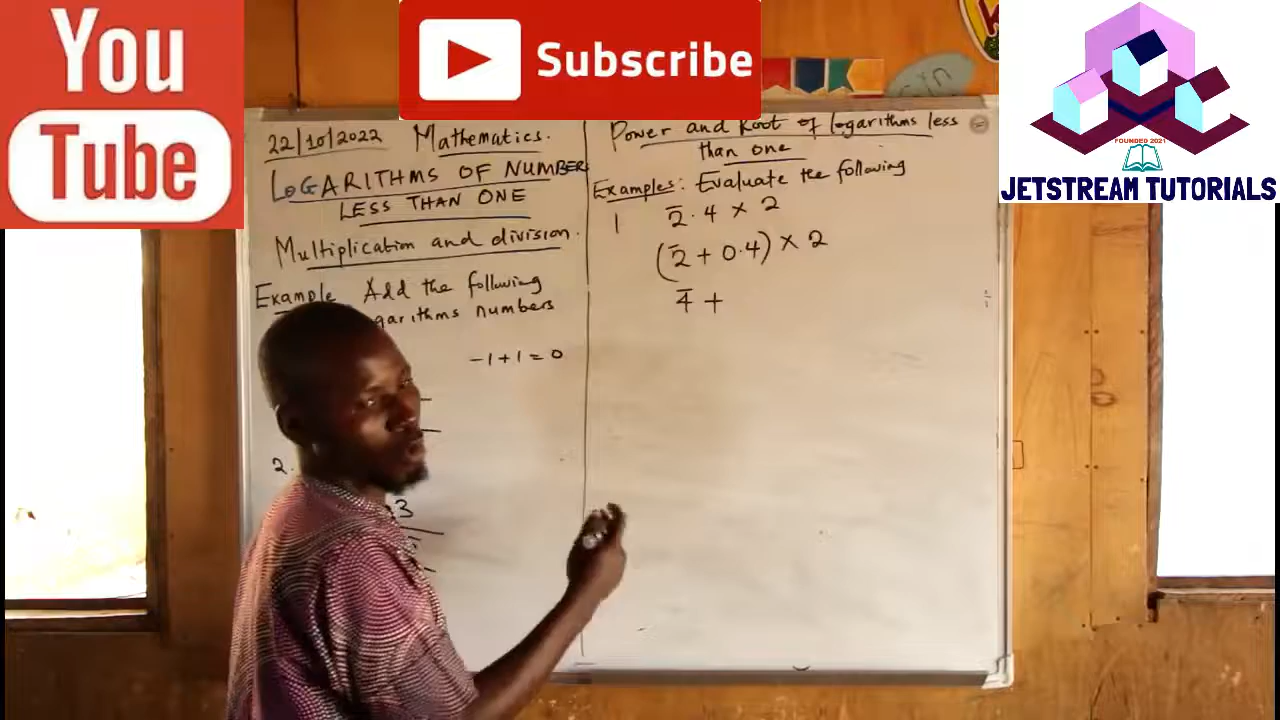 You
Tube
Subscribe
FOUNDED 2021
JETSTREAM TUTORIALS
22/10/2022 Mathematics.
LOGARITHMS OF NUMBERS
LESS THAN ONE
Multiplication and division.
Example Add the following
garithms numbers
-1+1=0
2.
3
Power and Root of logarithms less
than one
Examples: Evaluate the following
1 2̄.4 × 2
(2̄ + 0.4) × 2
4̄ +